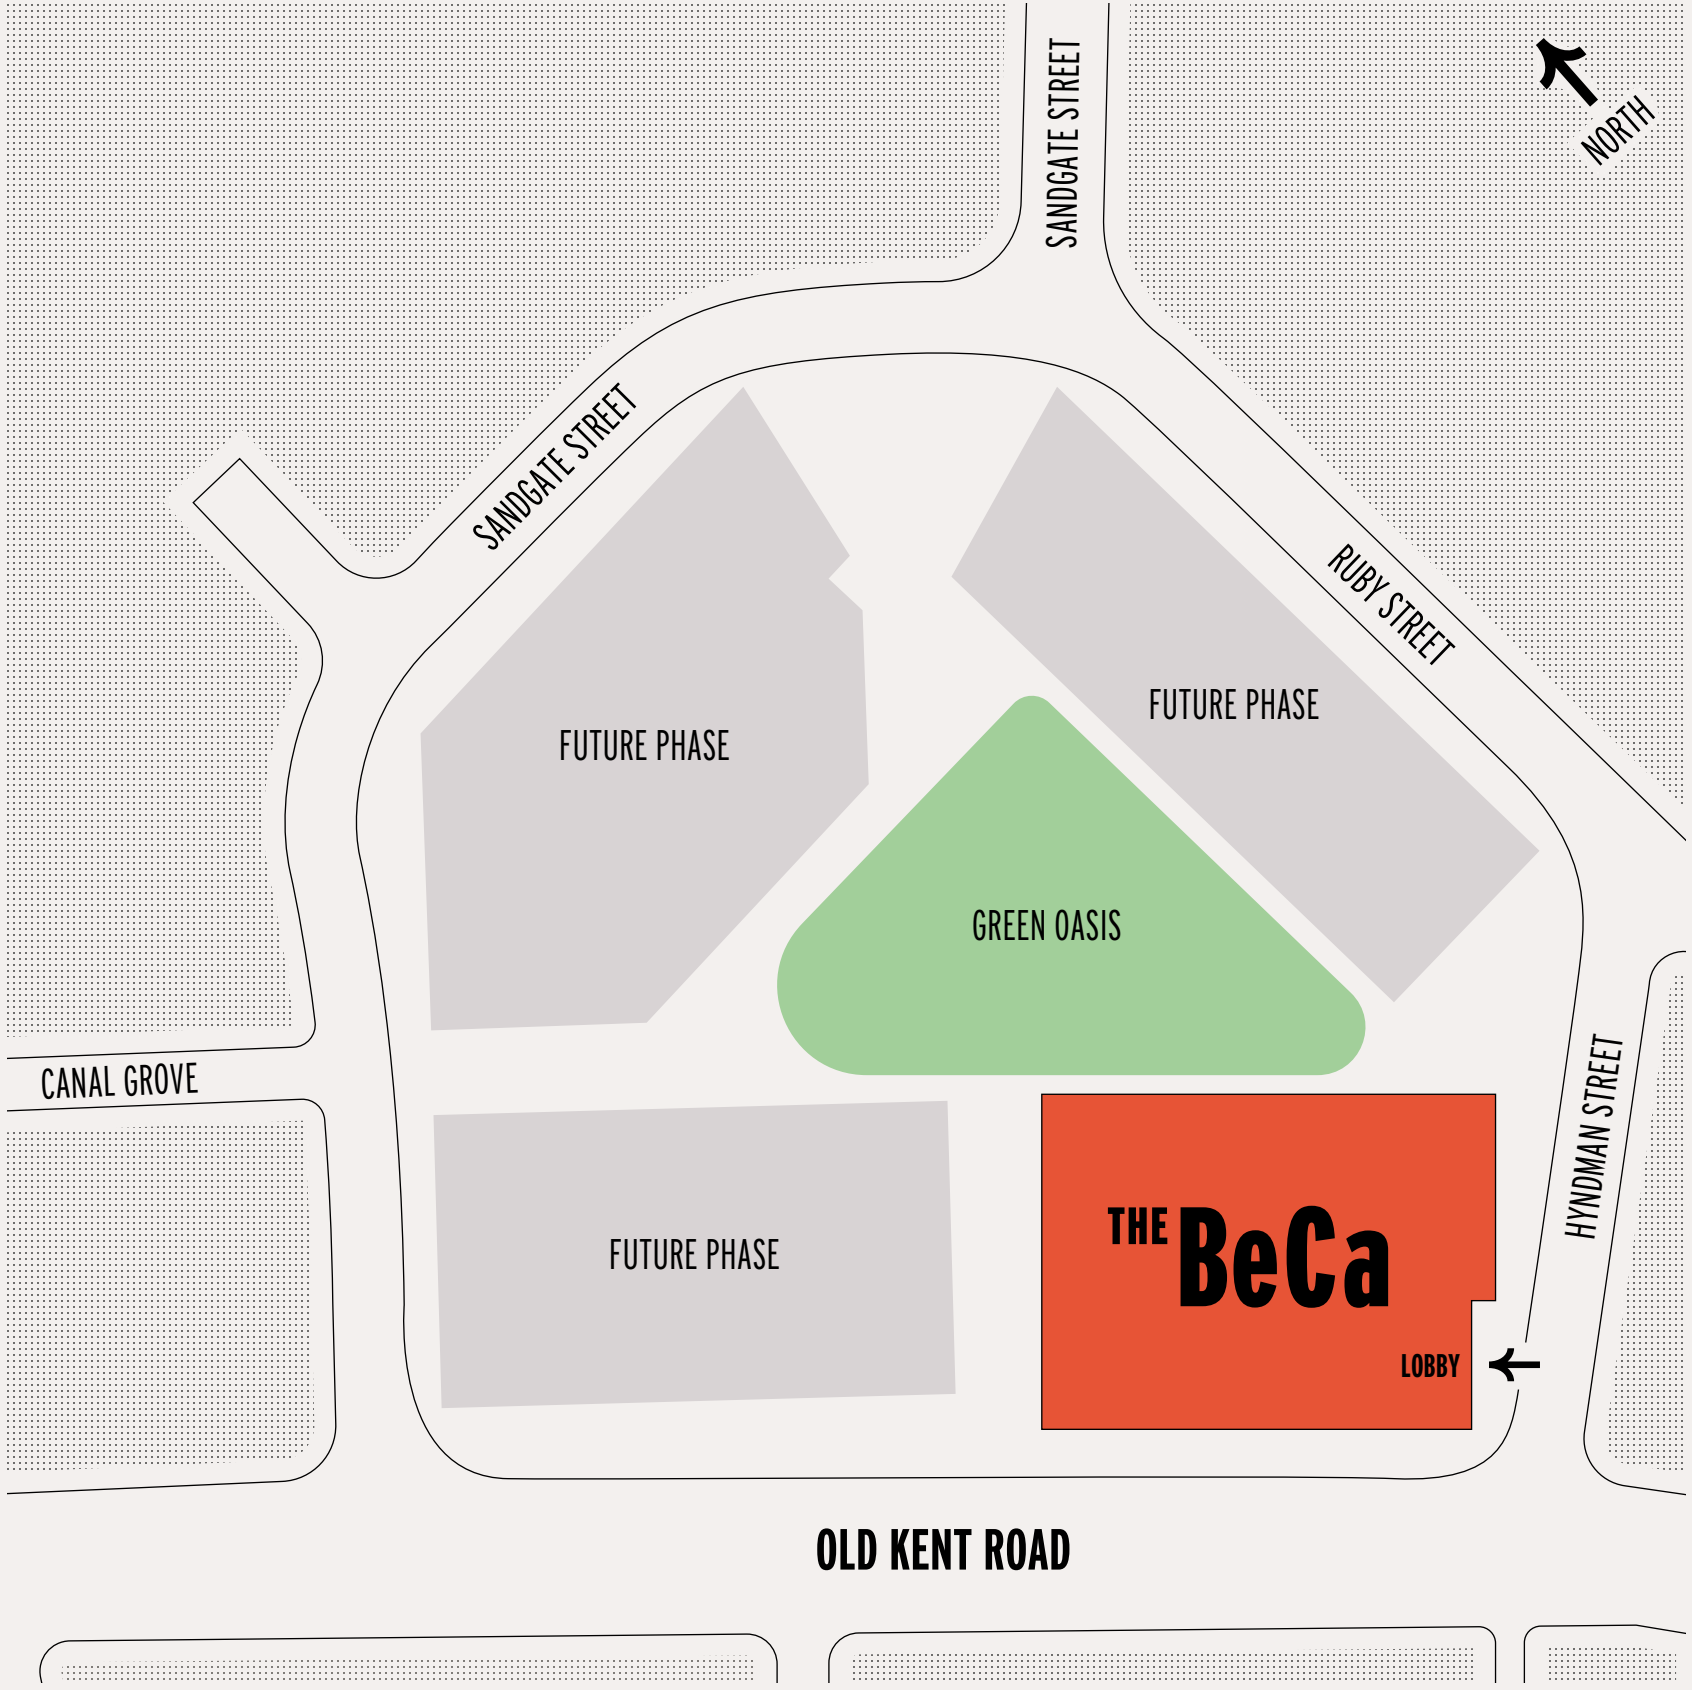 SANDGATE STREET
NORTH
SANDGATE STREET
RUBY STREET
FUTURE PHASE
FUTURE PHASE
GREEN OASIS
CANAL GROVE
HYNDMAN STREET
THE BeCa
FUTURE PHASE
LOBBY
OLD KENT ROAD